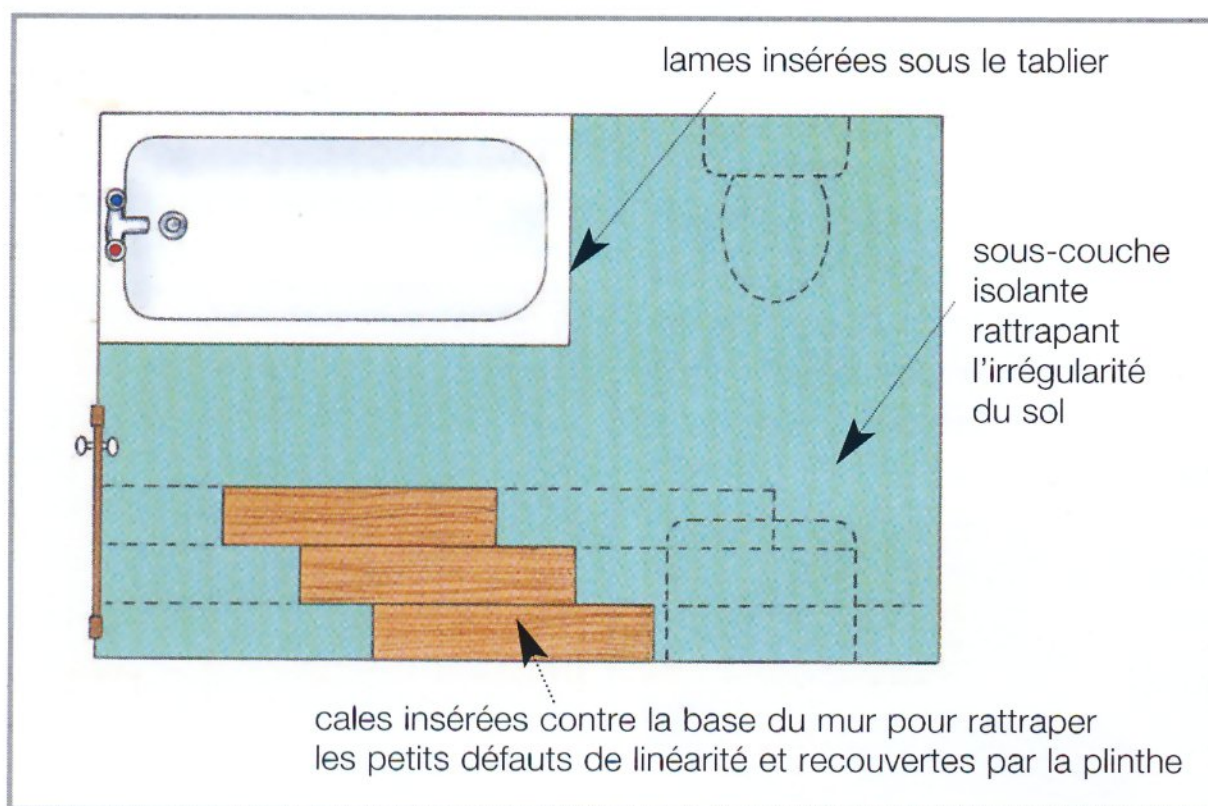 lames insérées sous le tablier
sous-couche
isolante
rattrapant
l'irrégularité
du sol
cales insérées contre la base du mur pour rattraper
les petits défauts de linéarité et recouvertes par la plinthe